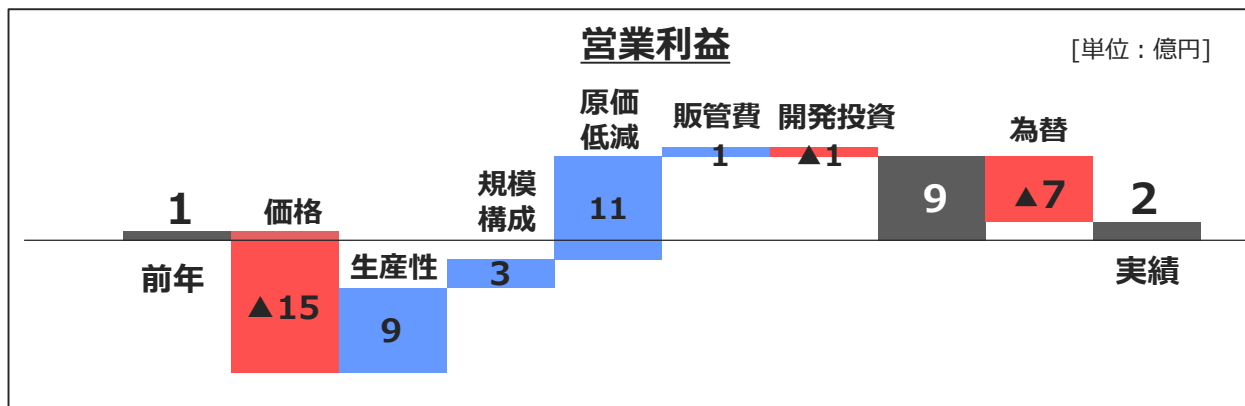 営業利益
[単位：億円]
1
前年
価格
▲15
生産性
9
規模
構成
3
原価
低減
11
販管費
1
開発投資
▲1
9
為替
▲7
2
実績